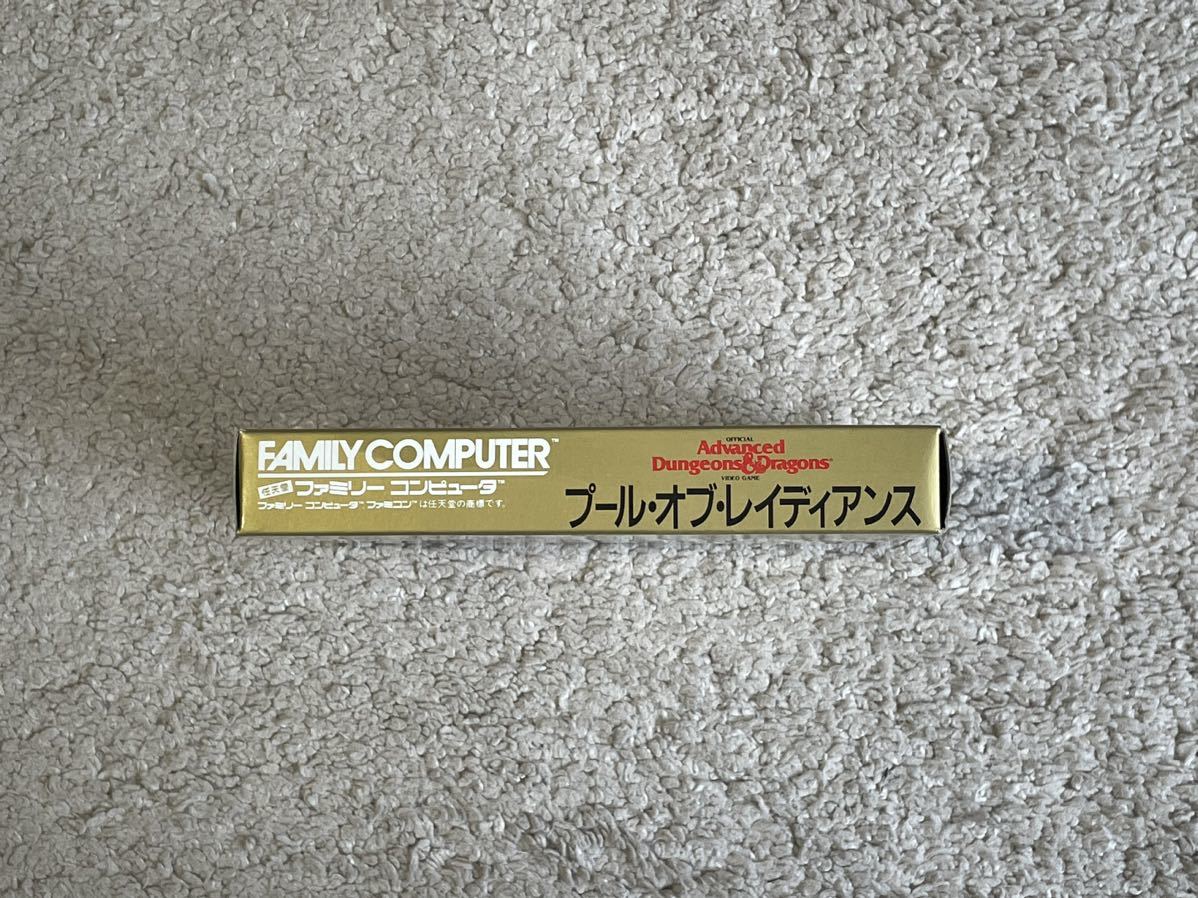 FAMILY COMPUTER™
任天堂 ファミリー コンピュータ™
ファミリー コンピュータ™ ファミコン™は任天堂の商標です。
OFFICIAL
Advanced
Dungeons&Dragons®
VIDEO GAME
プール・オブ・レイディアンス